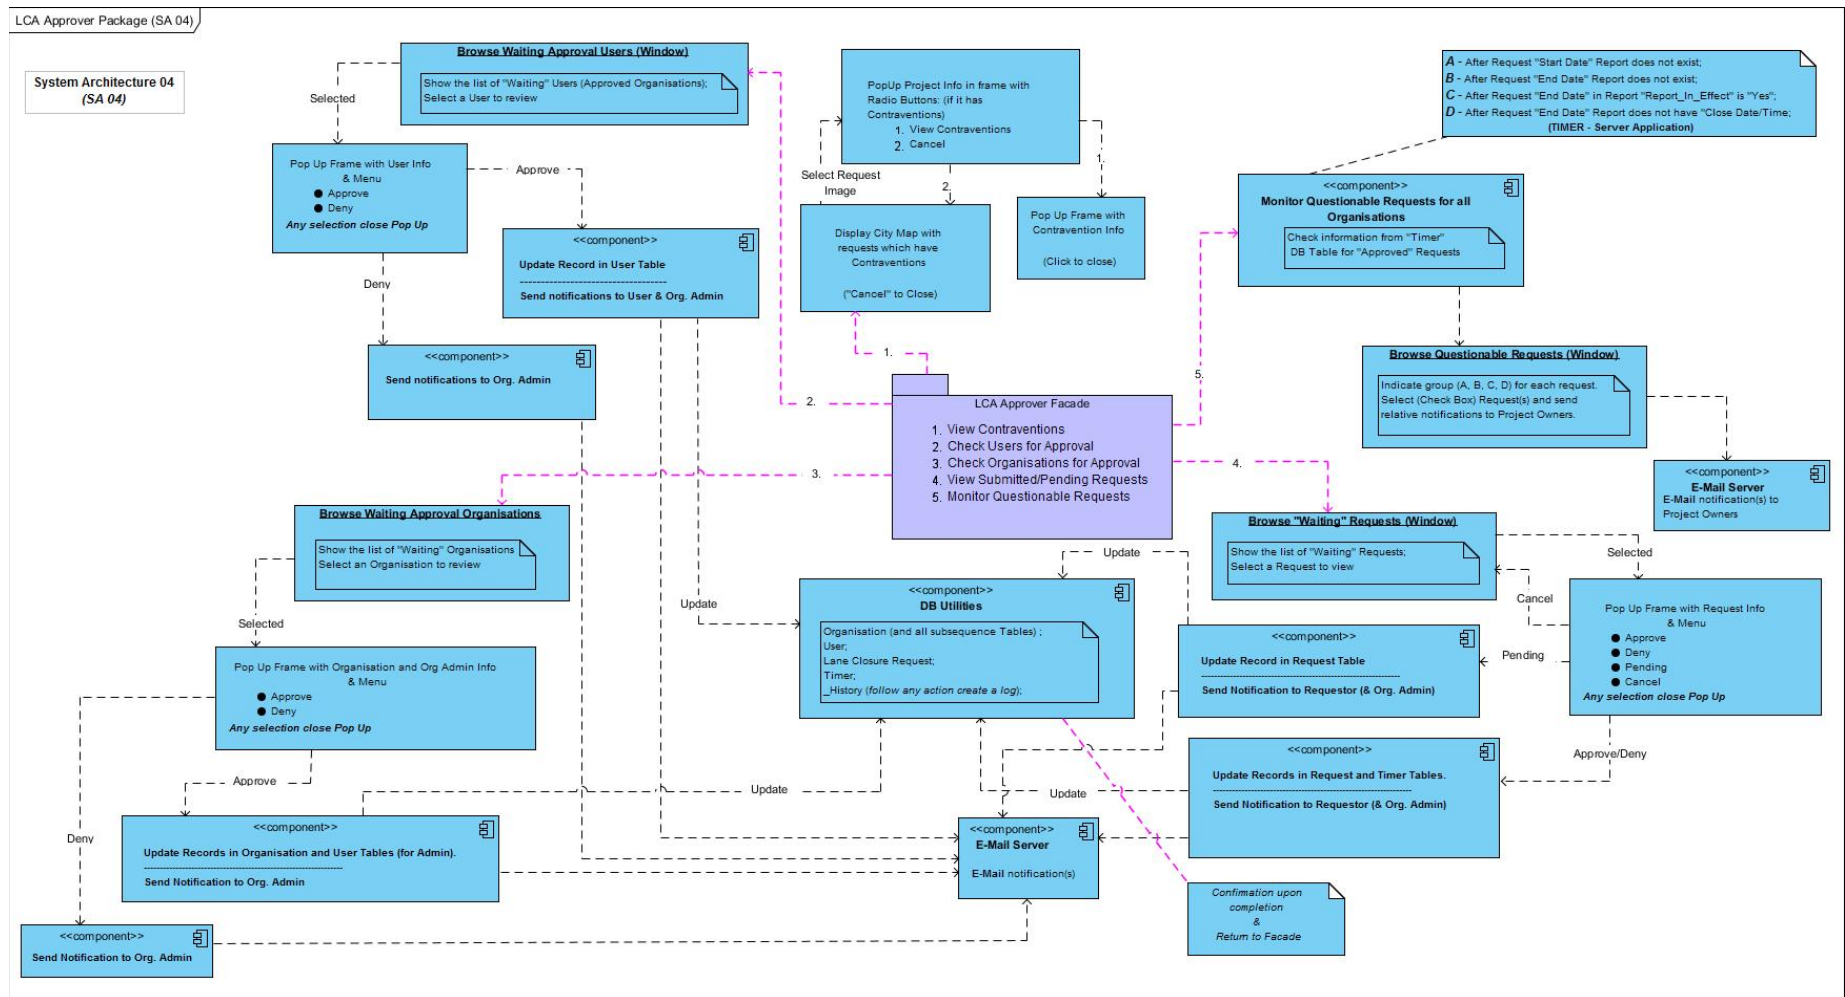 LCA Approver Package (SA 04)
System Architecture 04
(SA 04)
Browse Waiting Approval Users (Window)
Show the list of "Waiting" Users (Approved Organisations);
Select a User to review
Selected
Pop Up Frame with User Info
& Menu
● Approve
● Deny
Any selection close Pop Up
Approve
Deny
<<component>>
Update Record in User Table
------------------------------------
Send notifications to User & Org. Admin
<<component>>
Send notifications to Org. Admin
PopUp Project Info in frame with
Radio Buttons: (if it has
Contraventions)
1. View Contraventions
2. Cancel
Select Request
Image
2.
1.
Display City Map with
requests which have
Contraventions
("Cancel" to Close)
Pop Up Frame with
Contravention Info
(Click to close)
A - After Request "Start Date" Report does not exist;
B - After Request "End Date" Report does not exist;
C - After Request "End Date" in Report "Report_In_Effect" is "Yes";
D - After Request "End Date" Report does not have "Close Date/Time;
(TIMER - Server Application)
<<component>>
Monitor Questionable Requests for all
Organisations
Check information from "Timer"
DB Table for "Approved" Requests
Browse Questionable Requests (Window)
Indicate group (A, B, C, D) for each request.
Select (Check Box) Request(s) and send
relative notifications to Project Owners.
<<component>>
E-Mail Server
E-Mail notification(s) to
Project Owners
1.
2.
3.
4.
5.
LCA Approver Facade
1. View Contraventions
2. Check Users for Approval
3. Check Organisations for Approval
4. View Submitted/Pending Requests
5. Monitor Questionable Requests
Browse Waiting Approval Organisations
Show the list of "Waiting" Organisations
Select an Organisation to review
Selected
Pop Up Frame with Organisation and Org Admin Info
& Menu
● Approve
● Deny
Any selection close Pop Up
Approve
Deny
<<component>>
Update Records in Organisation and User Tables (for Admin).
------------------------------------
Send Notification to Org. Admin
<<component>>
Send Notification to Org. Admin
Update
Update
Update
Update
<<component>>
DB Utilities
Organisation (and all subsequence Tables) ;
User;
Lane Closure Request;
Timer;
_History (follow any action create a log);
Browse "Waiting" Requests (Window)
Show the list of "Waiting" Requests;
Select a Request to view
Selected
Cancel
Pending
Approve/Deny
Pop Up Frame with Request Info
& Menu
● Approve
● Deny
● Pending
● Cancel
Any selection close Pop Up
<<component>>
Update Record in Request Table
------------------------------------
Send Notification to Requestor (& Org. Admin)
<<component>>
Update Records in Request and Timer Tables.
------------------------------------
Send Notification to Requestor (& Org. Admin)
<<component>>
E-Mail Server
E-Mail notification(s)
Confimation upon
completion
&
Return to Facade